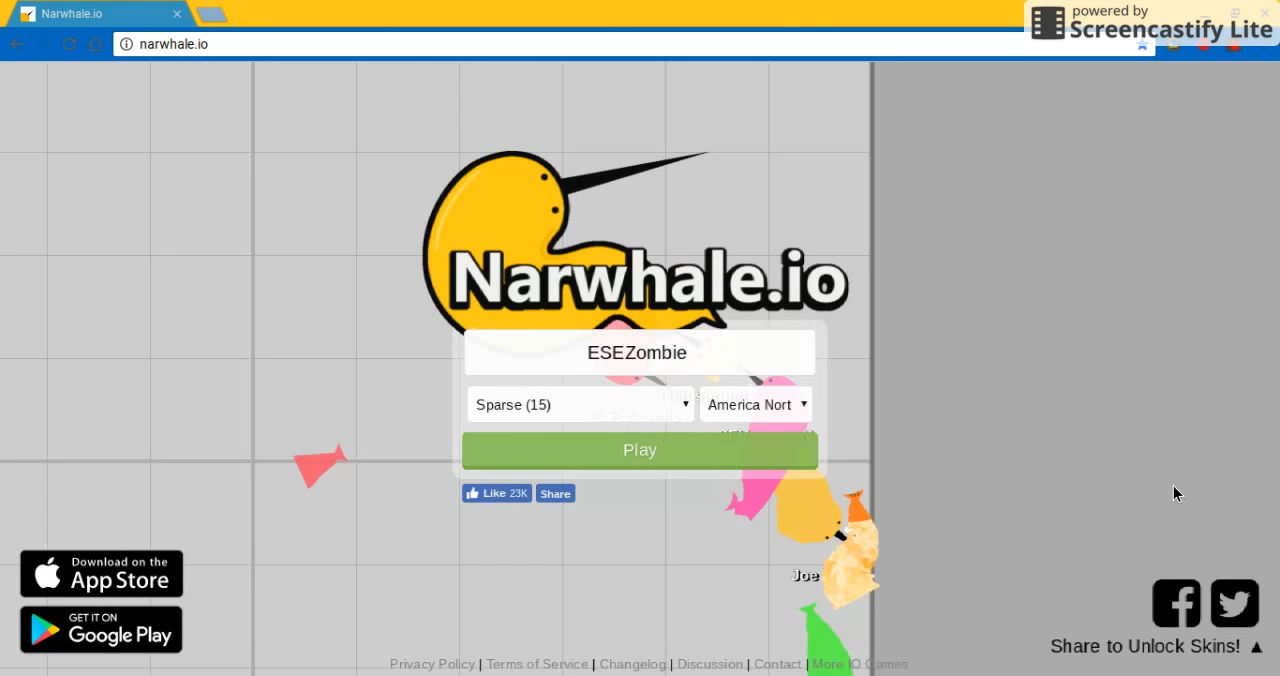 Narwhale.io
powered by
Screencastify Lite
narwhale.io
Narwhale.io
ESEZombie
Sparse (15)
America Nort
Play
Like 23K
Share
Joe
Download on the
App Store
GET IT ON
Google Play
Share to Unlock Skins! ▲
Privacy Policy | Terms of Service | Changelog | Discussion | Contact | More IO Games